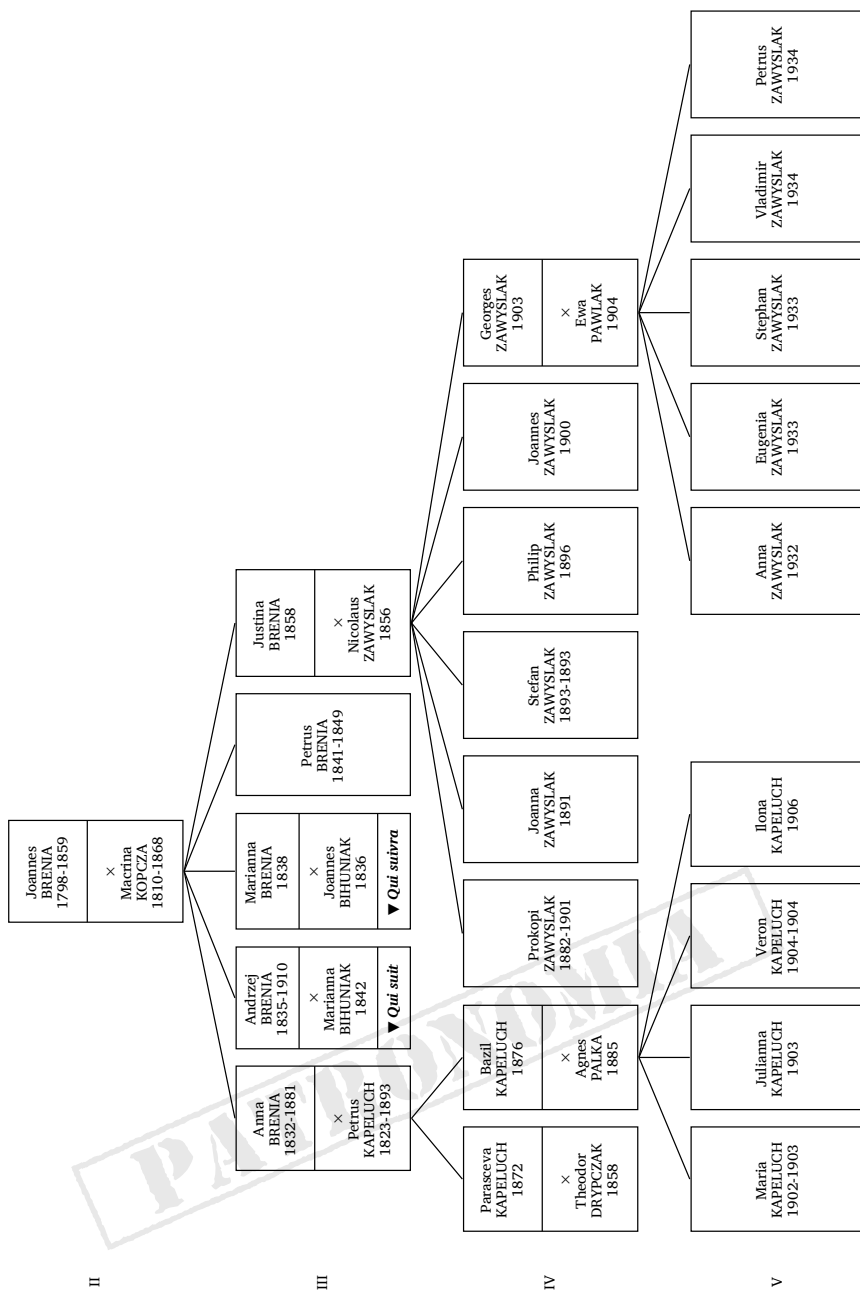 II
Joannes
BRENIA
1798-1859
×
Macrina
KOPCZA
1810-1868
III
Anna
BRENIA
1832-1881
×
Petrus
KAPELUCH
1823-1893
Andrzej
BRENIA
1835-1910
×
Marianna
BIHUNIAK
1842
▼ Qui suit
Marianna
BRENIA
1838
×
Joannes
BIHUNIAK
1836
▼ Qui suivra
Petrus
BRENIA
1841-1849
Justina
BRENIA
1858
×
Nicolaus
ZAWYSLAK
1856
IV
Parasceva
KAPELUCH
1872
×
Theodor
DRYPCZAK
1858
Bazil
KAPELUCH
1876
×
Agnes
PALKA
1885
Prokopi
ZAWYSLAK
1882-1901
Joanna
ZAWYSLAK
1891
Stefan
ZAWYSLAK
1893-1893
Philip
ZAWYSLAK
1896
Joannes
ZAWYSLAK
1900
Georges
ZAWYSLAK
1903
×
Ewa
PAWLAK
1904
V
Maria
KAPELUCH
1902-1903
Julianna
KAPELUCH
1903
Veron
KAPELUCH
1904-1904
Ilona
KAPELUCH
1906
Anna
ZAWYSLAK
1932
Eugenia
ZAWYSLAK
1933
Stephan
ZAWYSLAK
1933
Vladimir
ZAWYSLAK
1934
Petrus
ZAWYSLAK
1934
PATRONOMIA